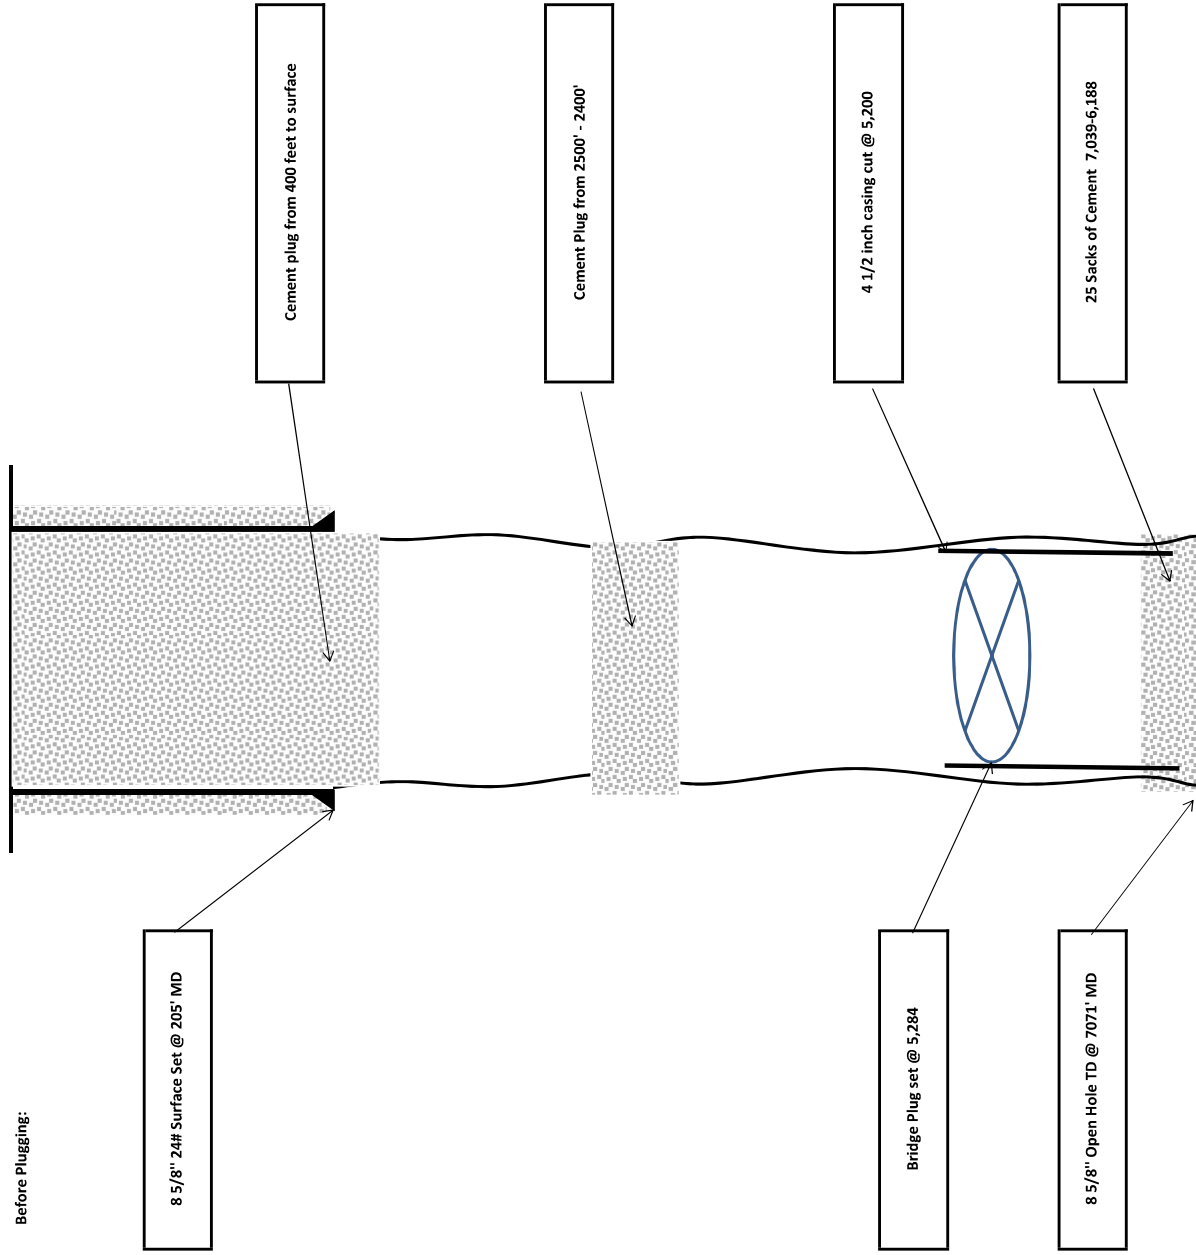 Before Plugging:
8 5/8'' 24# Surface Set @ 205' MD
Cement plug from 400 feet to surface
Cement Plug from 2500' - 2400'
4 1/2 inch casing cut @ 5,200
Bridge Plug set @ 5,284
25 Sacks of Cement 7,039-6,188
8 5/8'' Open Hole TD @ 7071' MD